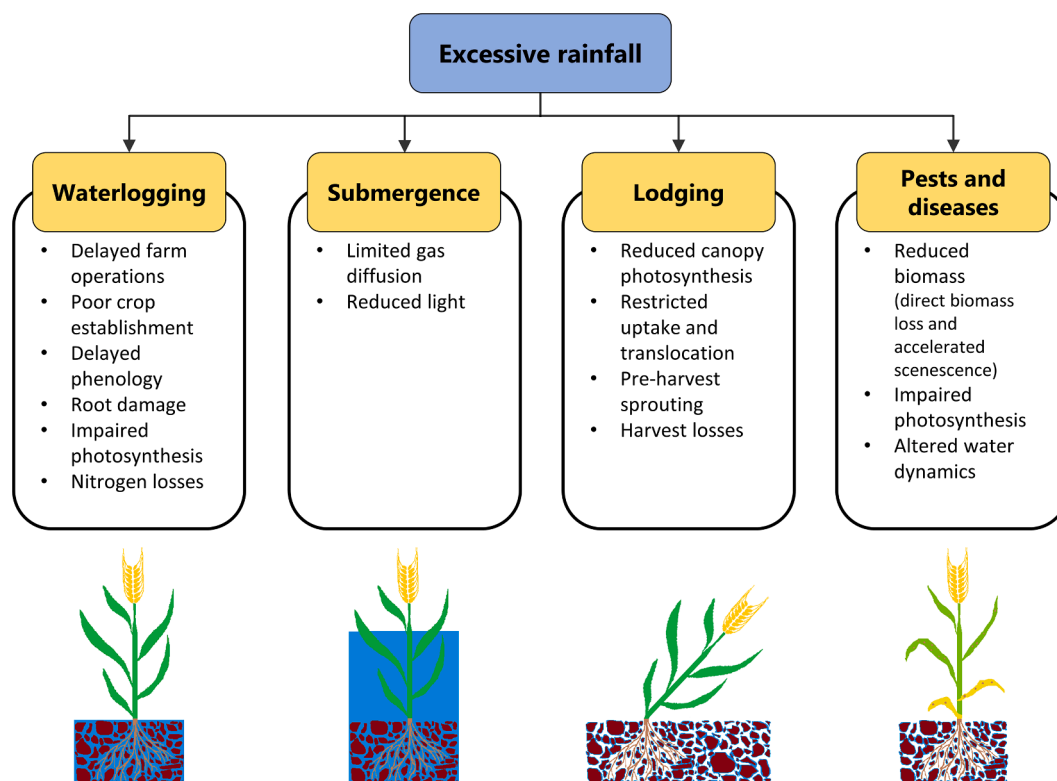 Excessive rainfall
Waterlogging
• Delayed farm
operations
• Poor crop
establishment
• Delayed
phenology
• Root damage
• Impaired
photosynthesis
• Nitrogen losses
Submergence
• Limited gas
diffusion
• Reduced light
Lodging
• Reduced canopy
photosynthesis
• Restricted
uptake and
translocation
• Pre-harvest
sprouting
• Harvest losses
Pests and
diseases
• Reduced
biomass
(direct biomass
loss and
accelerated
scenescence)
• Impaired
photosynthesis
• Altered water
dynamics